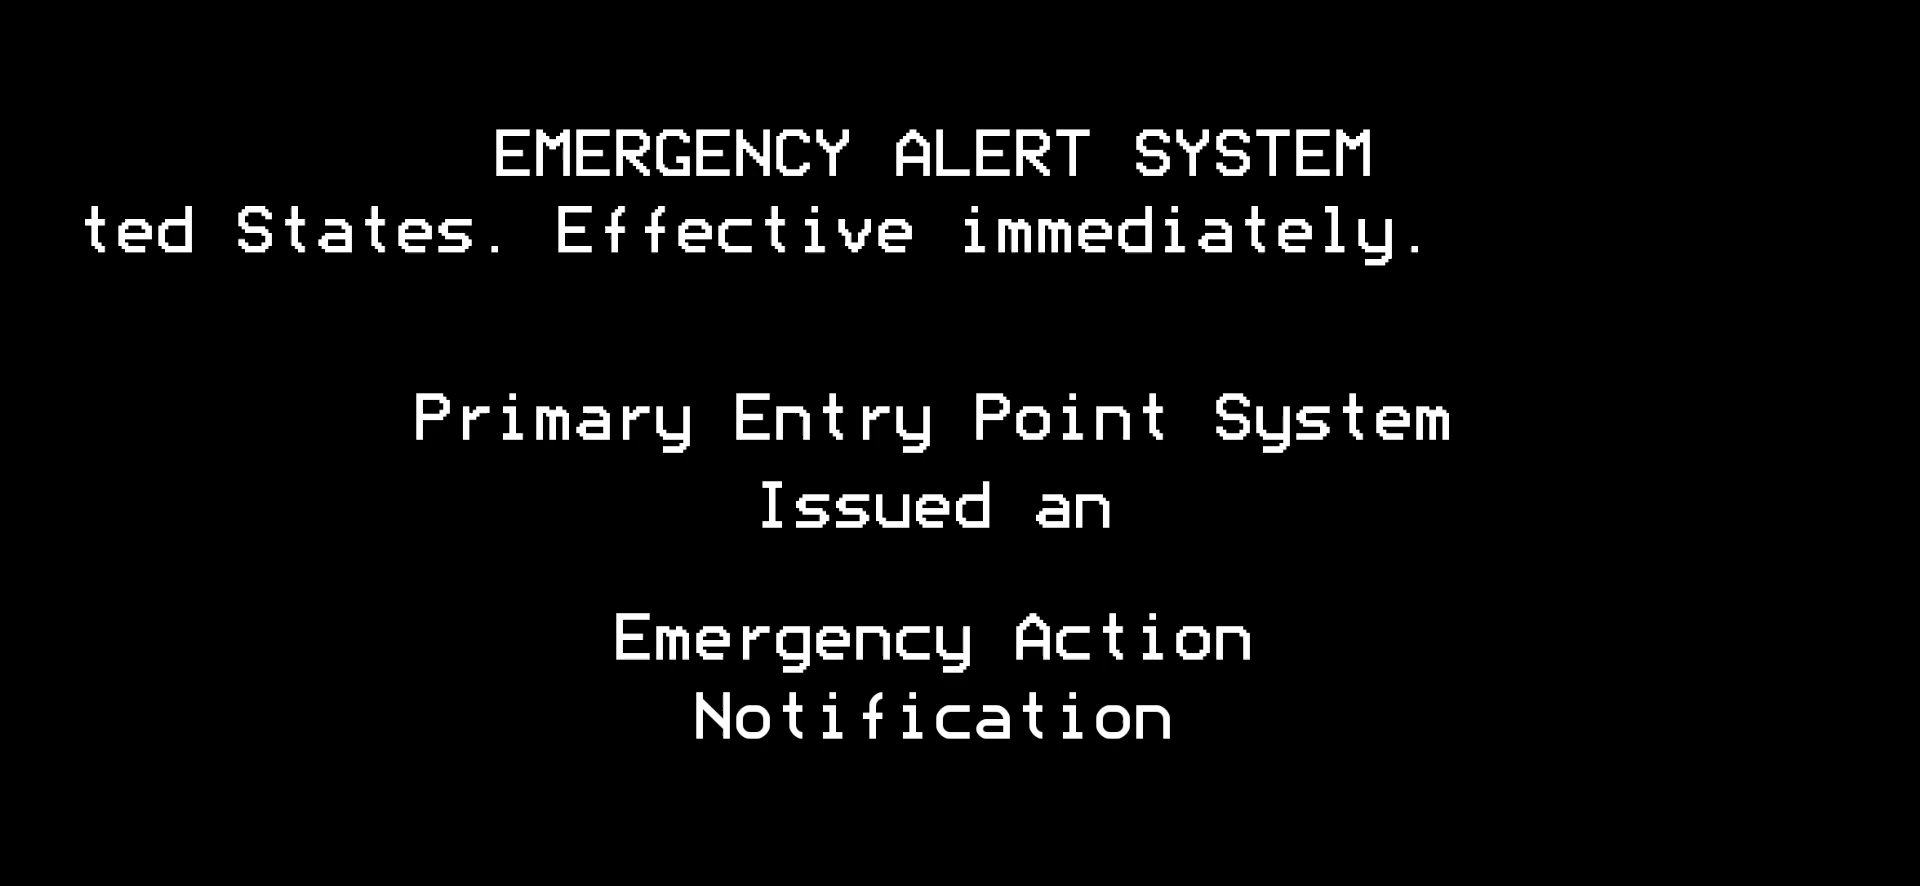 EMERGENCY ALERT SYSTEM
ted States. Effective immediately.
Primary Entry Point System
Issued an
Emergency Action
Notification